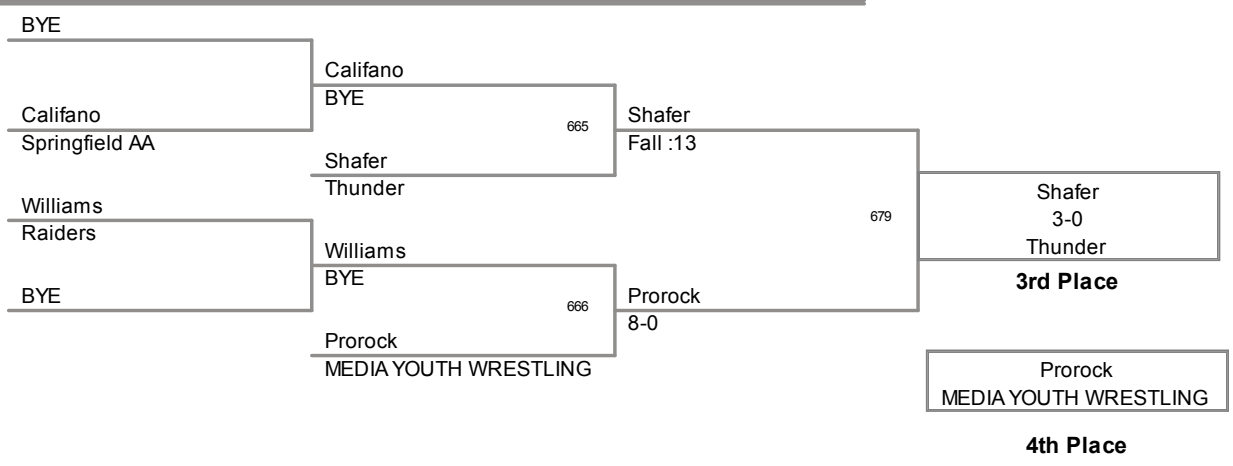 BYE
Califano
Springfield AA
Williams
Raiders
BYE
Califano
BYE
665
Shafer
Thunder
Williams
BYE
666
Prorock
MEDIA YOUTH WRESTLING
Shafer
Fall :13
679
Prorock
8-0
Shafer
3-0
Thunder
3rd Place
Prorock
MEDIA YOUTH WRESTLING
4th Place